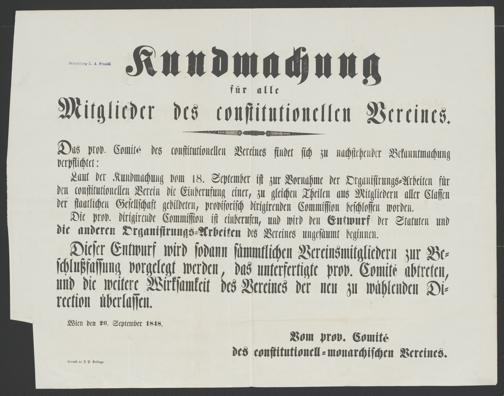 Kundmachung
für alle
Mitglieder des constitutionellen Vereines.
Das prov. Comité des constitutionellen Vereines findet sich zu nachstehender Bekanntmachung
verpflichtet:
Laut der Kundmachung vom 18. September ist zur Vornahme der Organisirungs-Arbeiten für
den constitutionellen Verein die Einberufung einer, zu gleichen Theilen aus Mitgliedern aller Classen
der staatlichen Gesellschaft gebildeten, provisorisch dirigirenden Commission beschlossen worden.
Die prov. dirigirende Commission ist einberufen, und wird den Entwurf der Statuten und
die anderen Organisirungs-Arbeiten des Vereines ungesäumt beginnen.
Dieser Entwurf wird sodann sämmtlichen Vereinsmitgliedern zur Be-
schlußfassung vorgelegt werden, das unterfertigte prov. Comité abtreten,
und die weitere Wirksamkeit des Vereines der neu zu wählenden Di-
rection überlassen.
Wien den 20. September 1848.
Vom prov. Comité
des constitutionell-monarchischen Vereines.